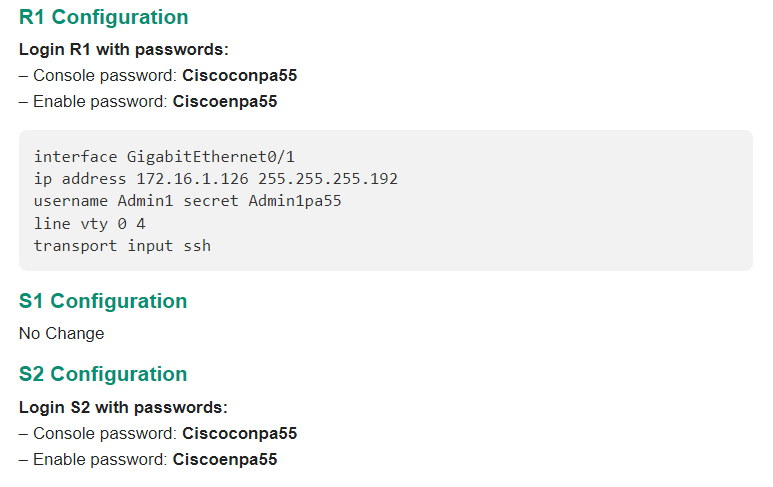 R1 Configuration
Login R1 with passwords:
– Console password: Ciscoconpa55
– Enable password: Ciscoenpa55
interface GigabitEthernet0/1
ip address 172.16.1.126 255.255.255.192
username Admin1 secret Admin1pa55
line vty 0 4
transport input ssh
S1 Configuration
No Change
S2 Configuration
Login S2 with passwords:
– Console password: Ciscoconpa55
– Enable password: Ciscoenpa55